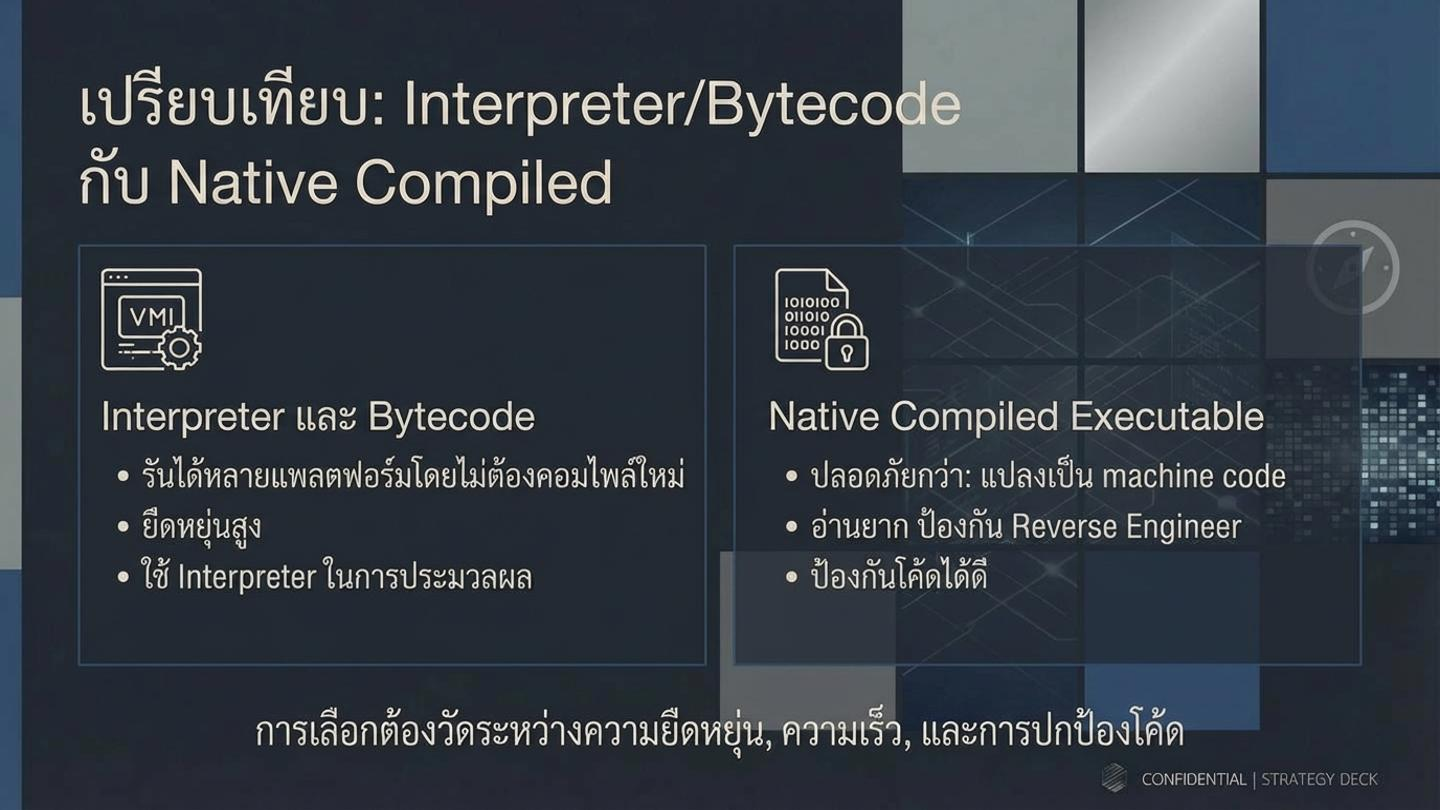 เปรียบเทียบ: Interpreter/Bytecode
กับ Native Compiled
VMI
1010100
011010
10001
1000
Interpreter และ Bytecode
• รันได้หลายแพลตฟอร์มโดยไม่ต้องคอมไพล์ใหม่
• ยืดหยุ่นสูง
• ใช้ Interpreter ในการประมวลผล
Native Compiled Executable
• ปลอดภัยกว่า: แปลงเป็น machine code
• อ่านยาก ป้องกัน Reverse Engineer
• ป้องกันโค้ดได้ดี
การเลือกต้องวัดระหว่างความยืดหยุ่น, ความเร็ว, และการปกป้องโค้ด
CONFIDENTIAL | STRATEGY DECK